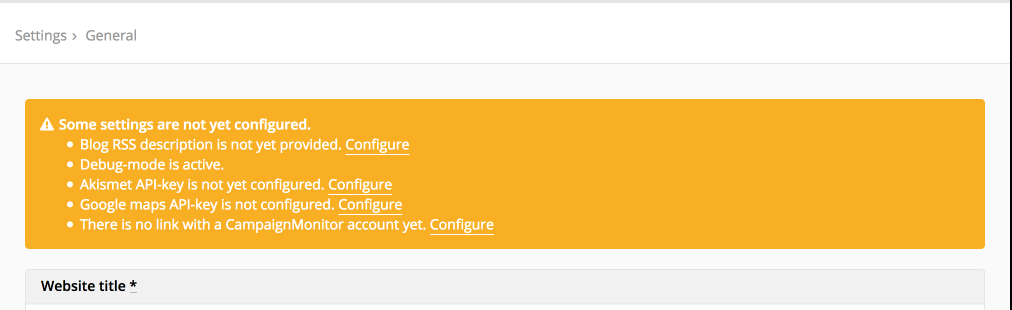 Settings › General
Some settings are not yet configured.
• Blog RSS description is not yet provided. Configure
• Debug-mode is active.
• Akismet API-key is not yet configured. Configure
• Google maps API-key is not configured. Configure
• There is no link with a CampaignMonitor account yet. Configure
Website title *